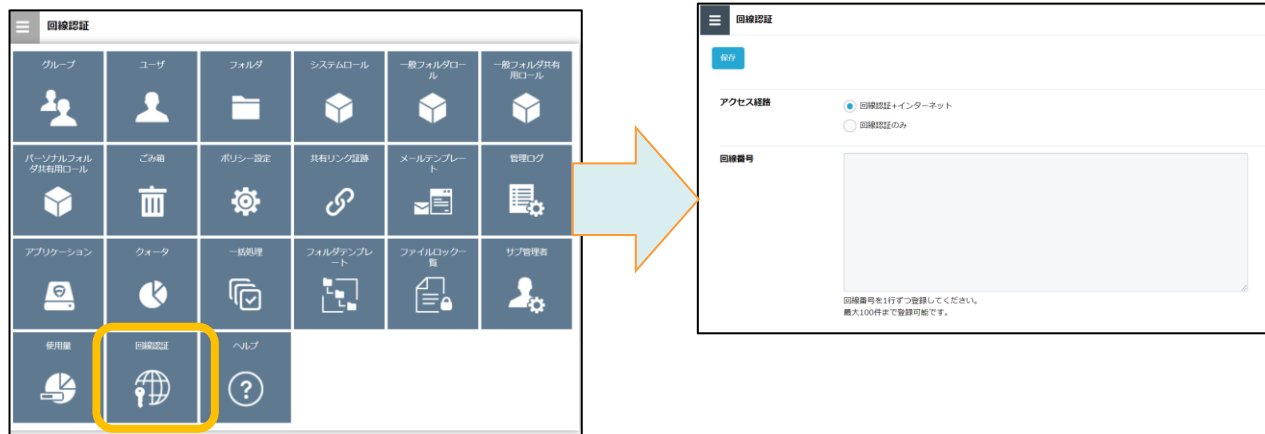 回線認証
グループ
ユーザ
フォルダ
システムロール
一般フォルダロー
ル
一般フォルダ共有
用ロール
パーソナルフォル
ダ共有用ロール
ごみ箱
ポリシー設定
共有リンク証跡
メールテンプレー
ト
管理ログ
アプリケーション
クォータ
一括処理
フォルダテンプレ
ート
ファイルロック一
覧
サブ管理者
使用量
回線認証
ヘルプ
回線認証
保存
アクセス経路
回線認証+インターネット
回線認証のみ
回線番号
回線番号を1行ずつ登録してください。
最大100件まで登録可能です。